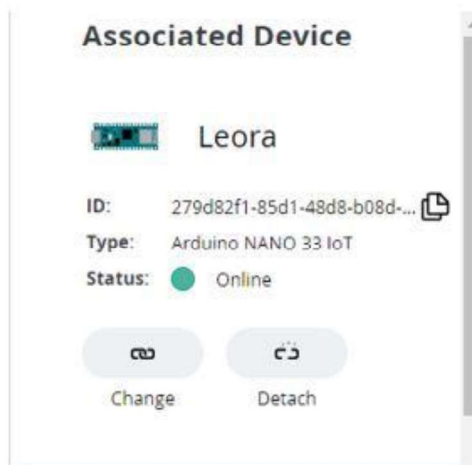 Associated Device
Leora
ID: 279d82f1-85d1-48d8-b08d-...
Type: Arduino NANO 33 IoT
Status: Online
Change Detach